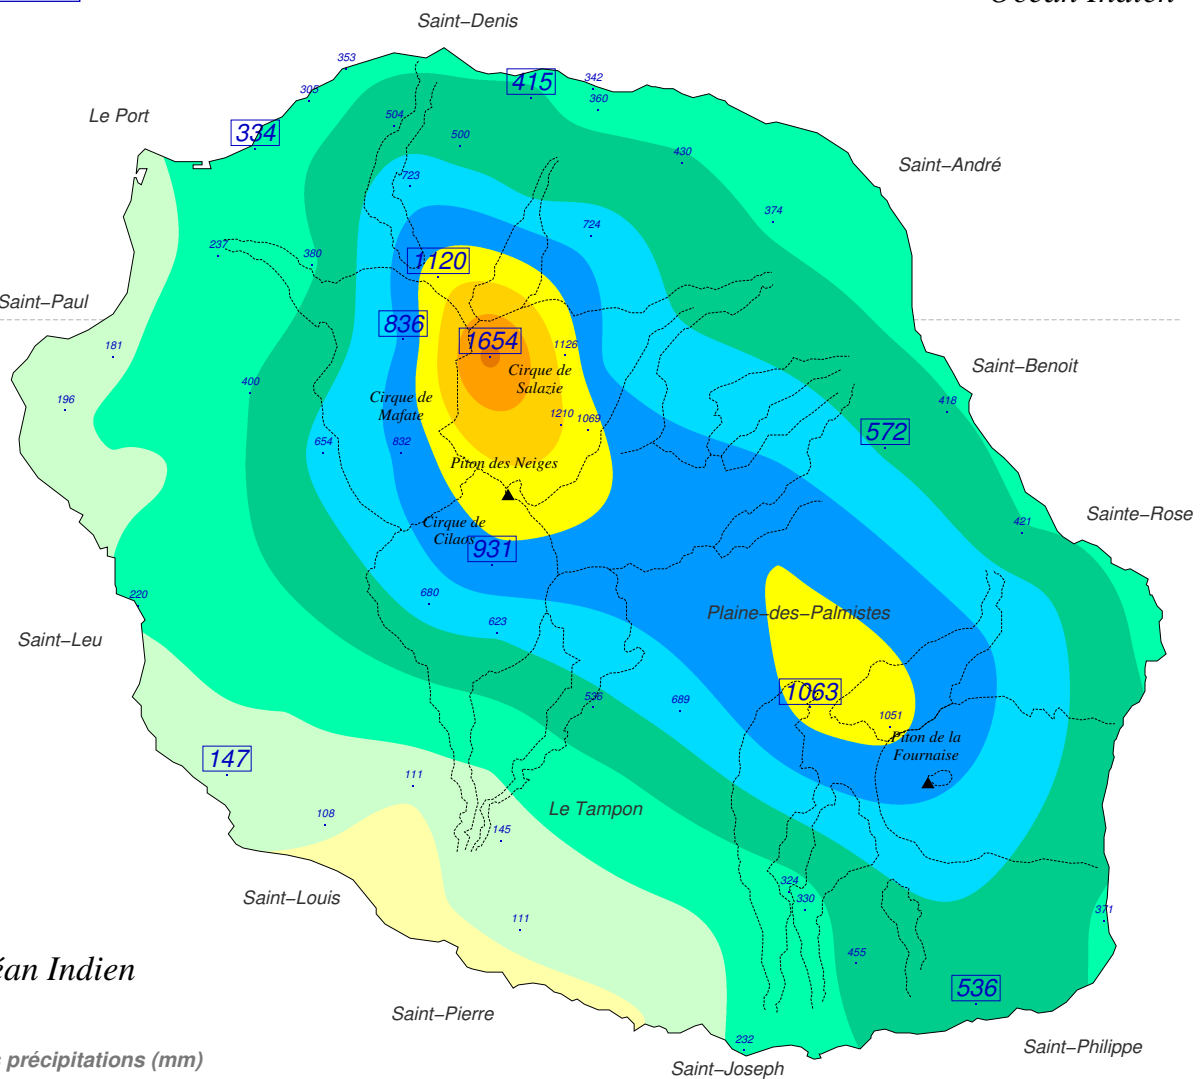 Saint–Denis
353
342
415
305
360
Le Port
504
334
500
430
Saint–André
723
374
724
237
380
1120
Saint–Paul
836
1654
181
1126
Saint–Benoit
Cirque de
Salazie
400
Cirque de
Mafate
196
418
1210
1069
572
654
832
Piton des Neiges
Sainte–Rose
Cirque de
Cilaos
421
931
220
680
Plaine–des–Palmistes
623
Saint–Leu
1063
536
689
1051
Piton de la
Fournaise
147
111
Le Tampon
108
145
324
Saint–Louis
330
111
371
455
éan Indien
536
Saint–Pierre
232
Saint–Philippe
s précipitations (mm)
Saint–Joseph